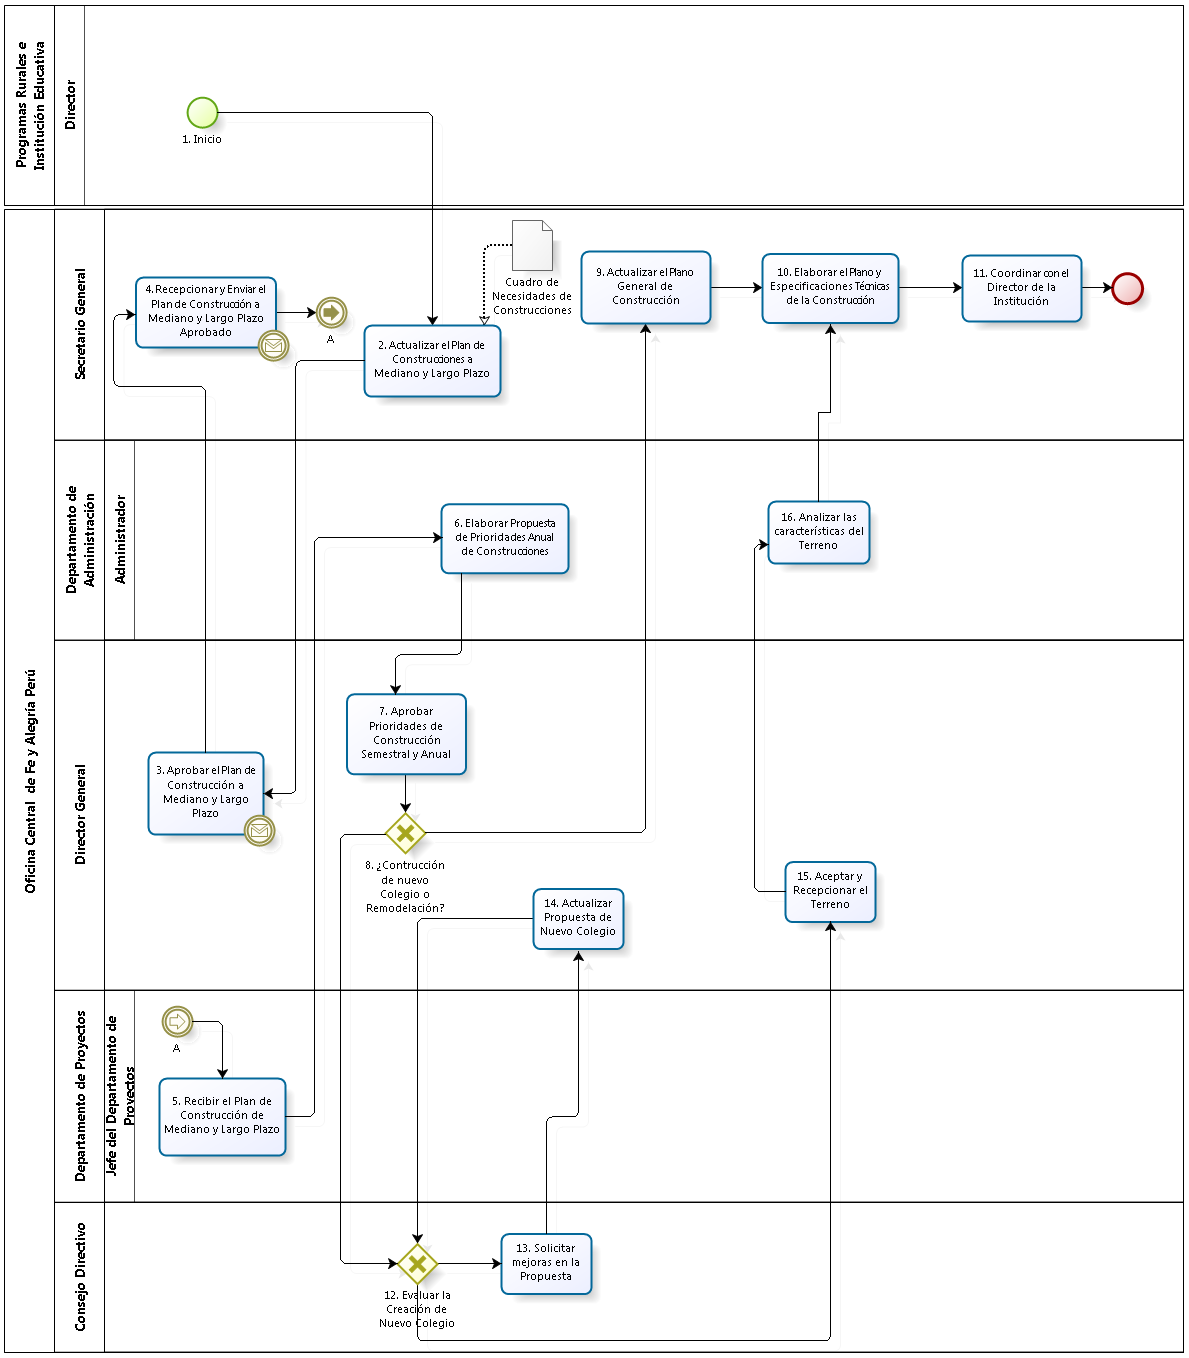 Programas Rurales e
Institución Educativa
Director
1. Inicio
Oficina Central  de Fe y Alegría Perú
Secretario General
4. Recepcionar y Enviar el
Plan de Construcción a
Mediano y Largo Plazo
Aprobado
A
2. Actualizar el Plan de
Construcciones a
Mediano y Largo Plazo
Cuadro de
Necesidades de
Construcciones
9. Actualizar el Plano
General de
Construcción
10. Elaborar el Plano y
Especificaciones Técnicas
de la Construcción
11. Coordinar con el
Director de la
Institución
Departamento de
Administración
Administrador
6. Elaborar Propuesta
de Prioridades Anual
de Construcciones
16. Analizar las
características del
Terreno
Director General
3. Aprobar el Plan de
Construcción a
Mediano y Largo
Plazo
7. Aprobar
Prioridades de
Construcción
Semestral y Anual
8. ¿Contrucción
de nuevo
Colegio o
Remodelación?
14. Actualizar
Propuesta de
Nuevo Colegio
15. Aceptar y
Recepcionar el
Terreno
Departamento de Proyectos
Jefe del Departamento de
Proyectos
A
5. Recibir el Plan de
Construcción de
Mediano y Largo Plazo
Consejo Directivo
12. Evaluar la
Creación de
Nuevo Colegio
13. Solicitar
mejoras en la
Propuesta